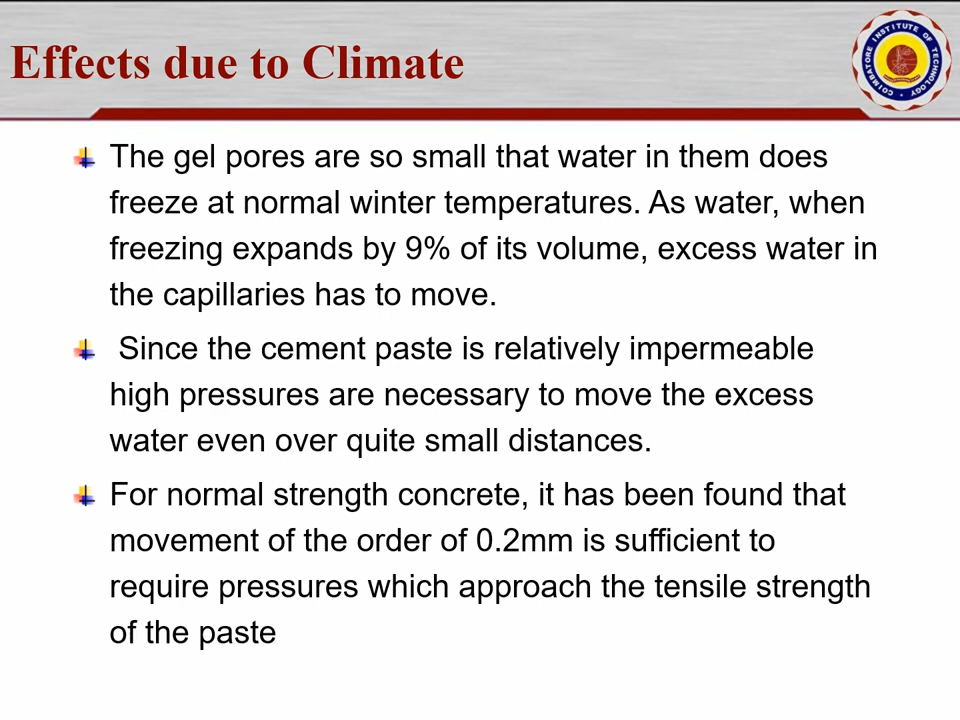 Effects due to Climate
COIMBATORE INSTITUTE OF TECHNOLOGY
The gel pores are so small that water in them does
freeze at normal winter temperatures. As water, when
freezing expands by 9% of its volume, excess water in
the capillaries has to move.
Since the cement paste is relatively impermeable
high pressures are necessary to move the excess
water even over quite small distances.
For normal strength concrete, it has been found that
movement of the order of 0.2mm is sufficient to
require pressures which approach the tensile strength
of the paste